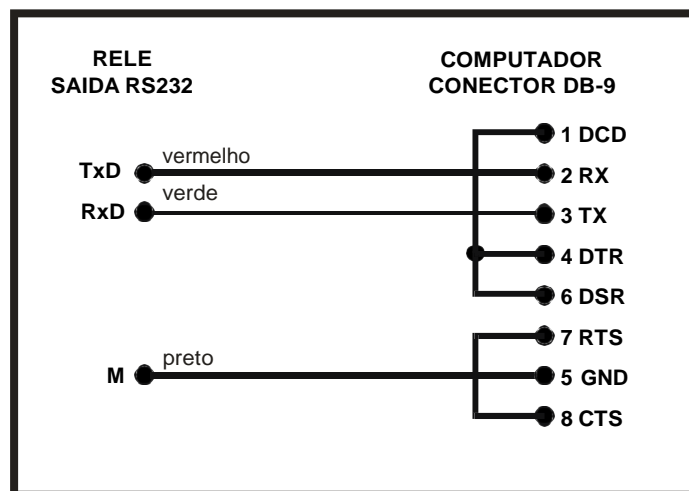 RELE
SAIDA RS232
COMPUTADOR
CONECTOR DB-9
1 DCD
TxD
vermelho
2 RX
RxD
verde
3 TX
4 DTR
6 DSR
7 RTS
M
preto
5 GND
8 CTS